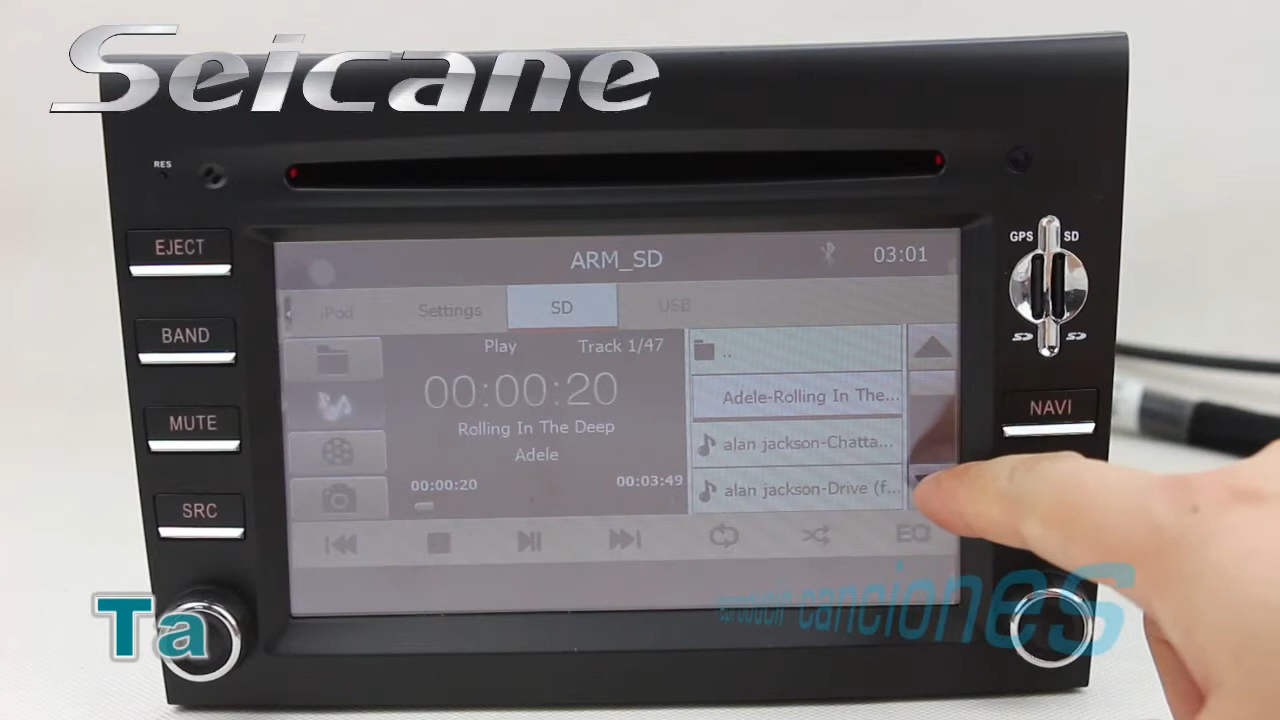 Seicane
RES
EJECT
BAND
MUTE
SRC
GPS SD
NAVI
ARM_SD 03:01
iPod Settings SD USB
Play Track 1/47
00:00:20
Rolling In The Deep
Adele
00:00:20 00:03:49
..
Adele-Rolling In The...
alan jackson-Chatta...
alan jackson-Drive (f...
EQ
Ta
canciones